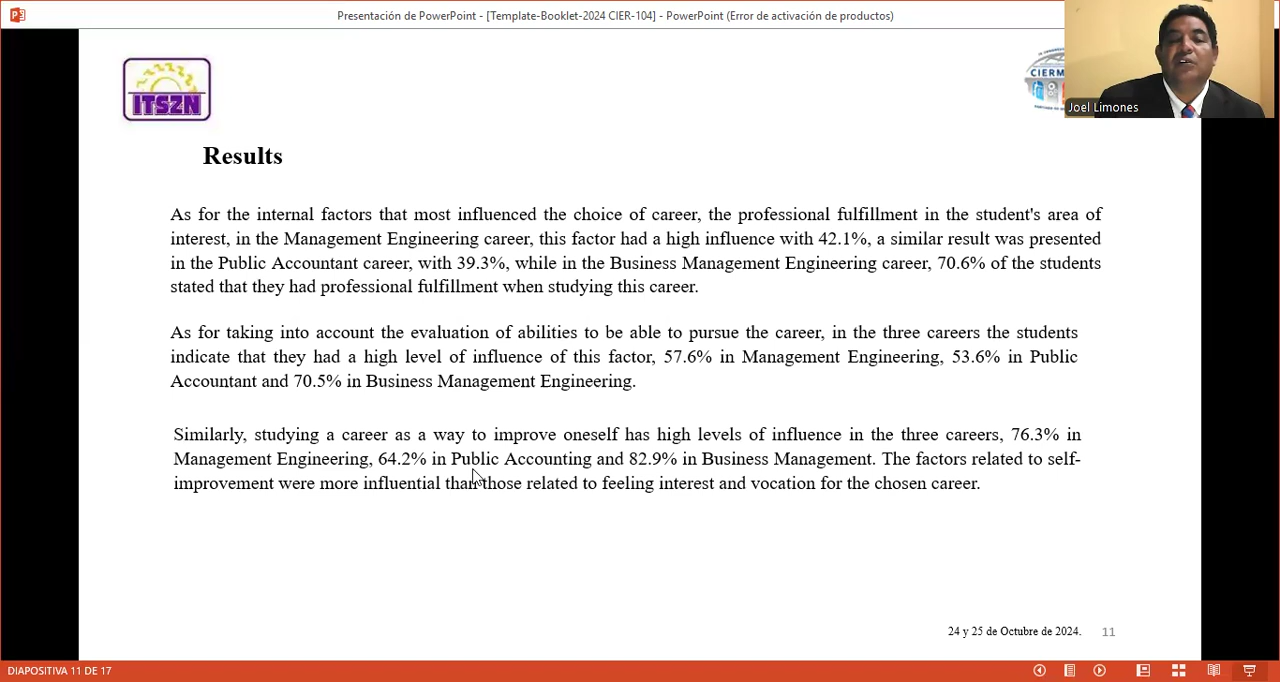 Presentación de PowerPoint - [Template-Booklet-2024 CIER-104] - PowerPoint (Error de activación de productos)
ITSZN
CIERM
Joel Limones
Results
As for the internal factors that most influenced the choice of career, the professional fulfillment in the student's area of
interest, in the Management Engineering career, this factor had a high influence with 42.1%, a similar result was presented
in the Public Accountant career, with 39.3%, while in the Business Management Engineering career, 70.6% of the students
stated that they had professional fulfillment when studying this career.
As for taking into account the evaluation of abilities to be able to pursue the career, in the three careers the students
indicate that they had a high level of influence of this factor, 57.6% in Management Engineering, 53.6% in Public
Accountant and 70.5% in Business Management Engineering.
Similarly, studying a career as a way to improve oneself has high levels of influence in the three careers, 76.3% in
Management Engineering, 64.2% in Public Accounting and 82.9% in Business Management. The factors related to self-
improvement were more influential than those related to feeling interest and vocation for the chosen career.
24 y 25 de Octubre de 2024.
11
DIAPOSITIVA 11 DE 17